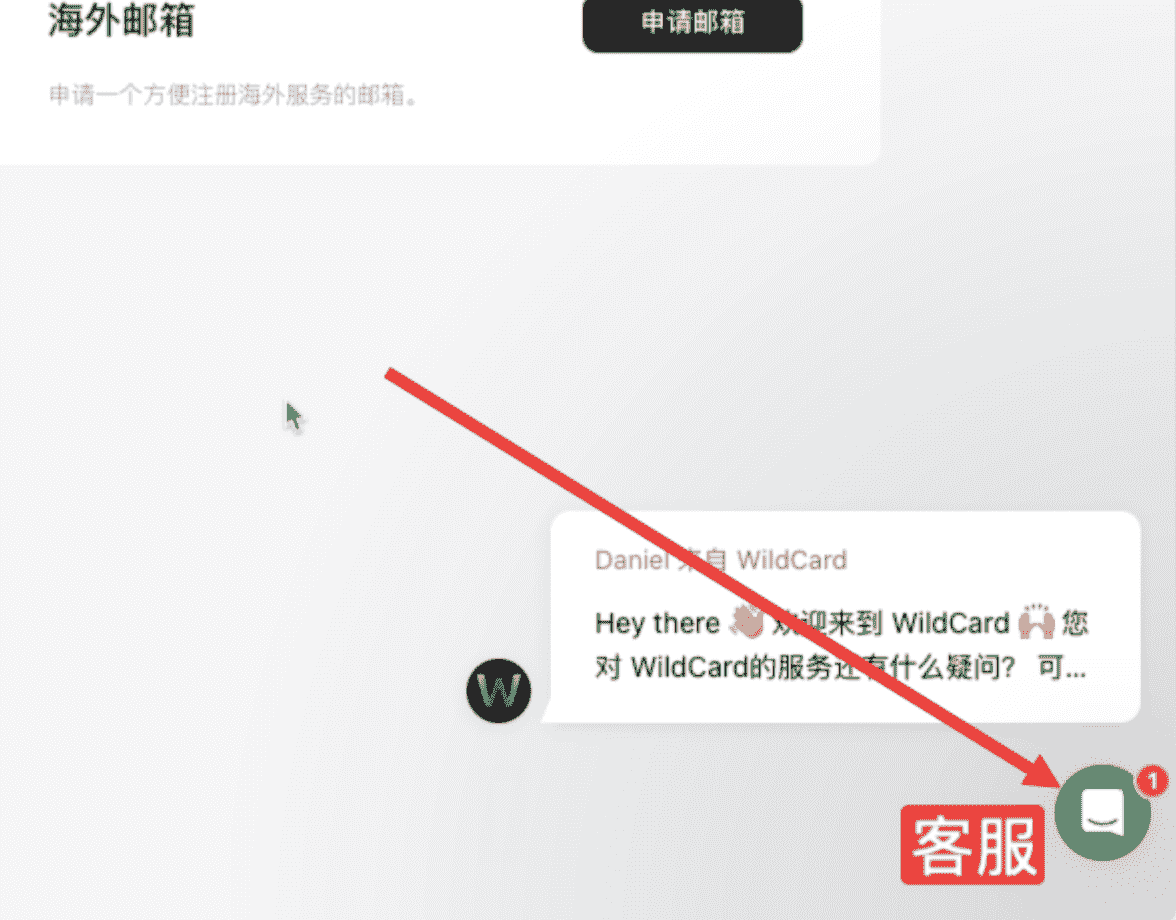 海外邮箱
申请邮箱
申请一个方便注册海外服务的邮箱。
Daniel 来自 WildCard
Hey there 👋 欢迎来到 WildCard 🙌 您
对 WildCard的服务还有什么疑问? 可...
W
1
客服